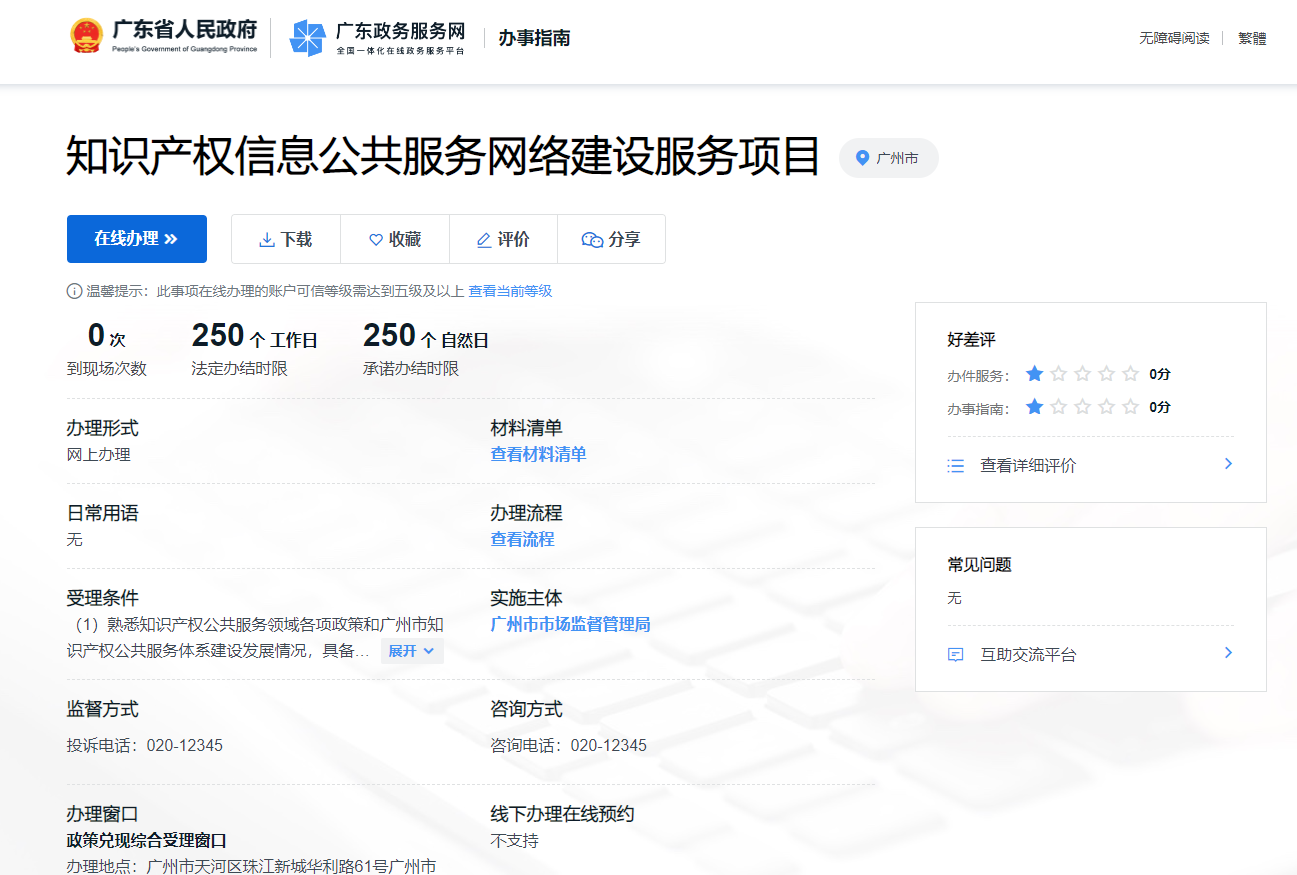 广东省人民政府
People's Government of Guangdong Province
广东政务服务网
全国一体化在线政务服务平台
办事指南
无障碍阅读
繁體
知识产权信息公共服务网络建设服务项目
广州市
在线办理
下载
收藏
评价
分享
温馨提示：此事项在线办理的账户可信等级需达到五级及以上 查看当前等级
0 次
到现场次数
250 个 工作日
法定办结时限
250 个 自然日
承诺办结时限
办理形式
网上办理
材料清单
查看材料清单
日常用语
无
办理流程
查看流程
受理条件
（1）熟悉知识产权公共服务领域各项政策和广州市知
识产权公共服务体系建设发展情况，具备... 展开
实施主体
广州市市场监督管理局
监督方式
投诉电话：020-12345
咨询方式
咨询电话：020-12345
办理窗口
政策兑现综合受理窗口
办理地点：广州市天河区珠江新城华利路61号广州市
线下办理在线预约
不支持
好差评
办件服务： 0分
办事指南： 0分
查看详细评价
常见问题
无
互助交流平台